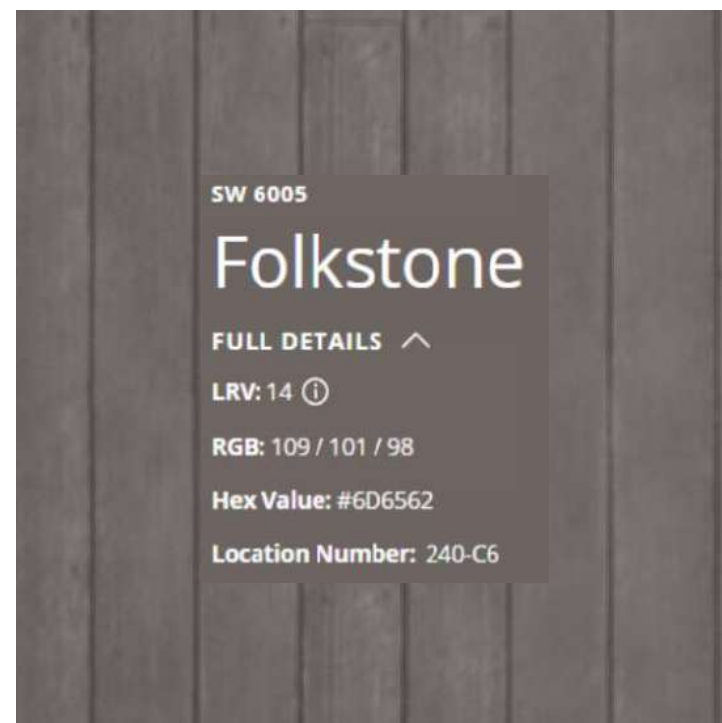 SW 6005
Folkstone
FULL DETAILS
LRV: 14
RGB: 109 / 101 / 98
Hex Value: #6D6562
Location Number: 240-C6